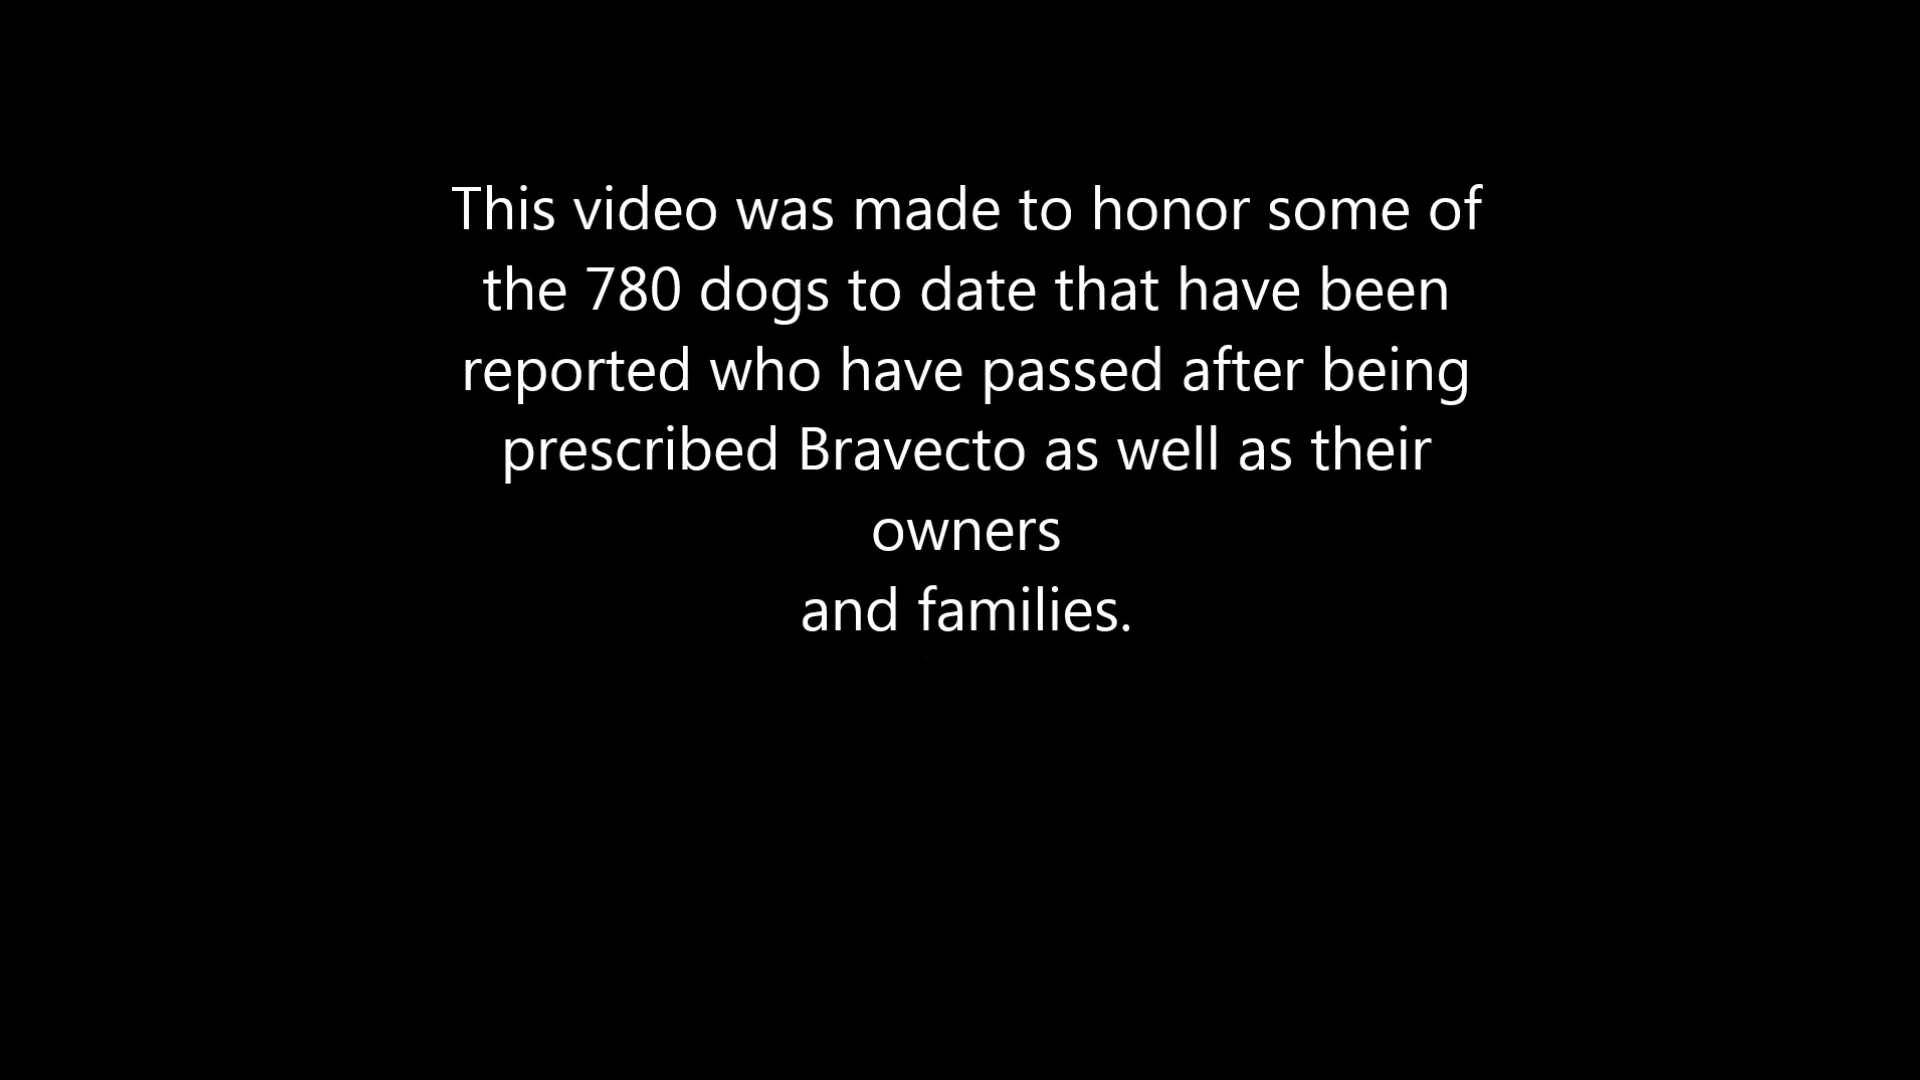 This video was made to honor some of
the 780 dogs to date that have been
reported who have passed after being
prescribed Bravecto as well as their
owners
and families.